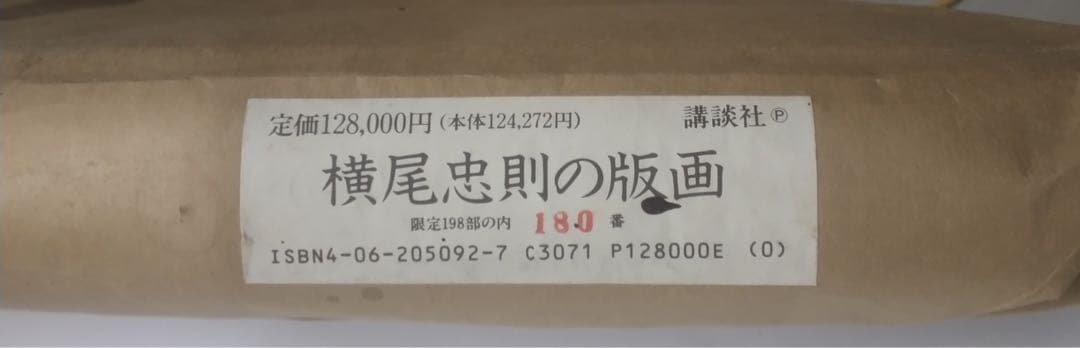 定価128,000円(本体124,272円) 講談社Ⓟ
横尾忠則の版画
限定198部の内 180 番
ISBN4-06-205092-7 C3071 P128000E (0)